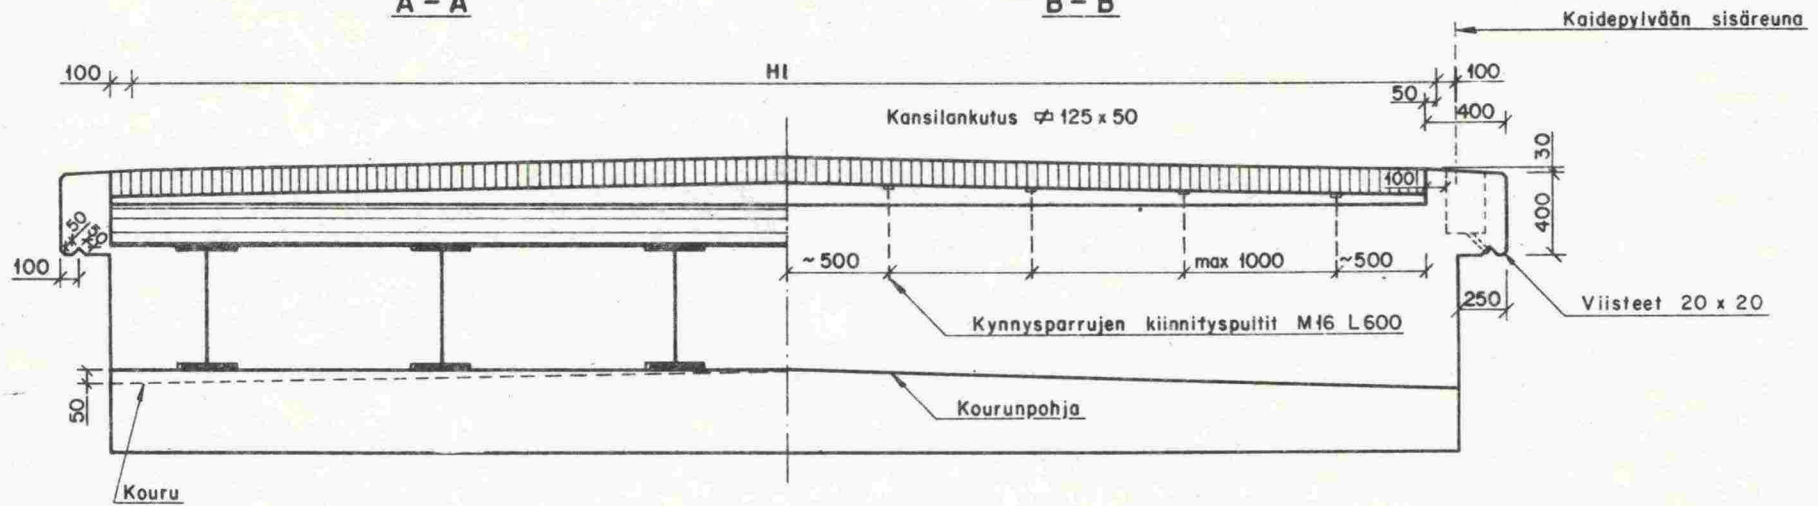 A - A
B - B
Kaidepylvään sisäreuna
100
Hl
100
50
400
Kansilankutus ⌀ 125 x 50
30
100
400
50
50
100
~500
max 1000
~500
250
Viisteet 20 x 20
Kynnysparrujen kiinnityspultit M16 L600
50
Kourunpohja
Kouru